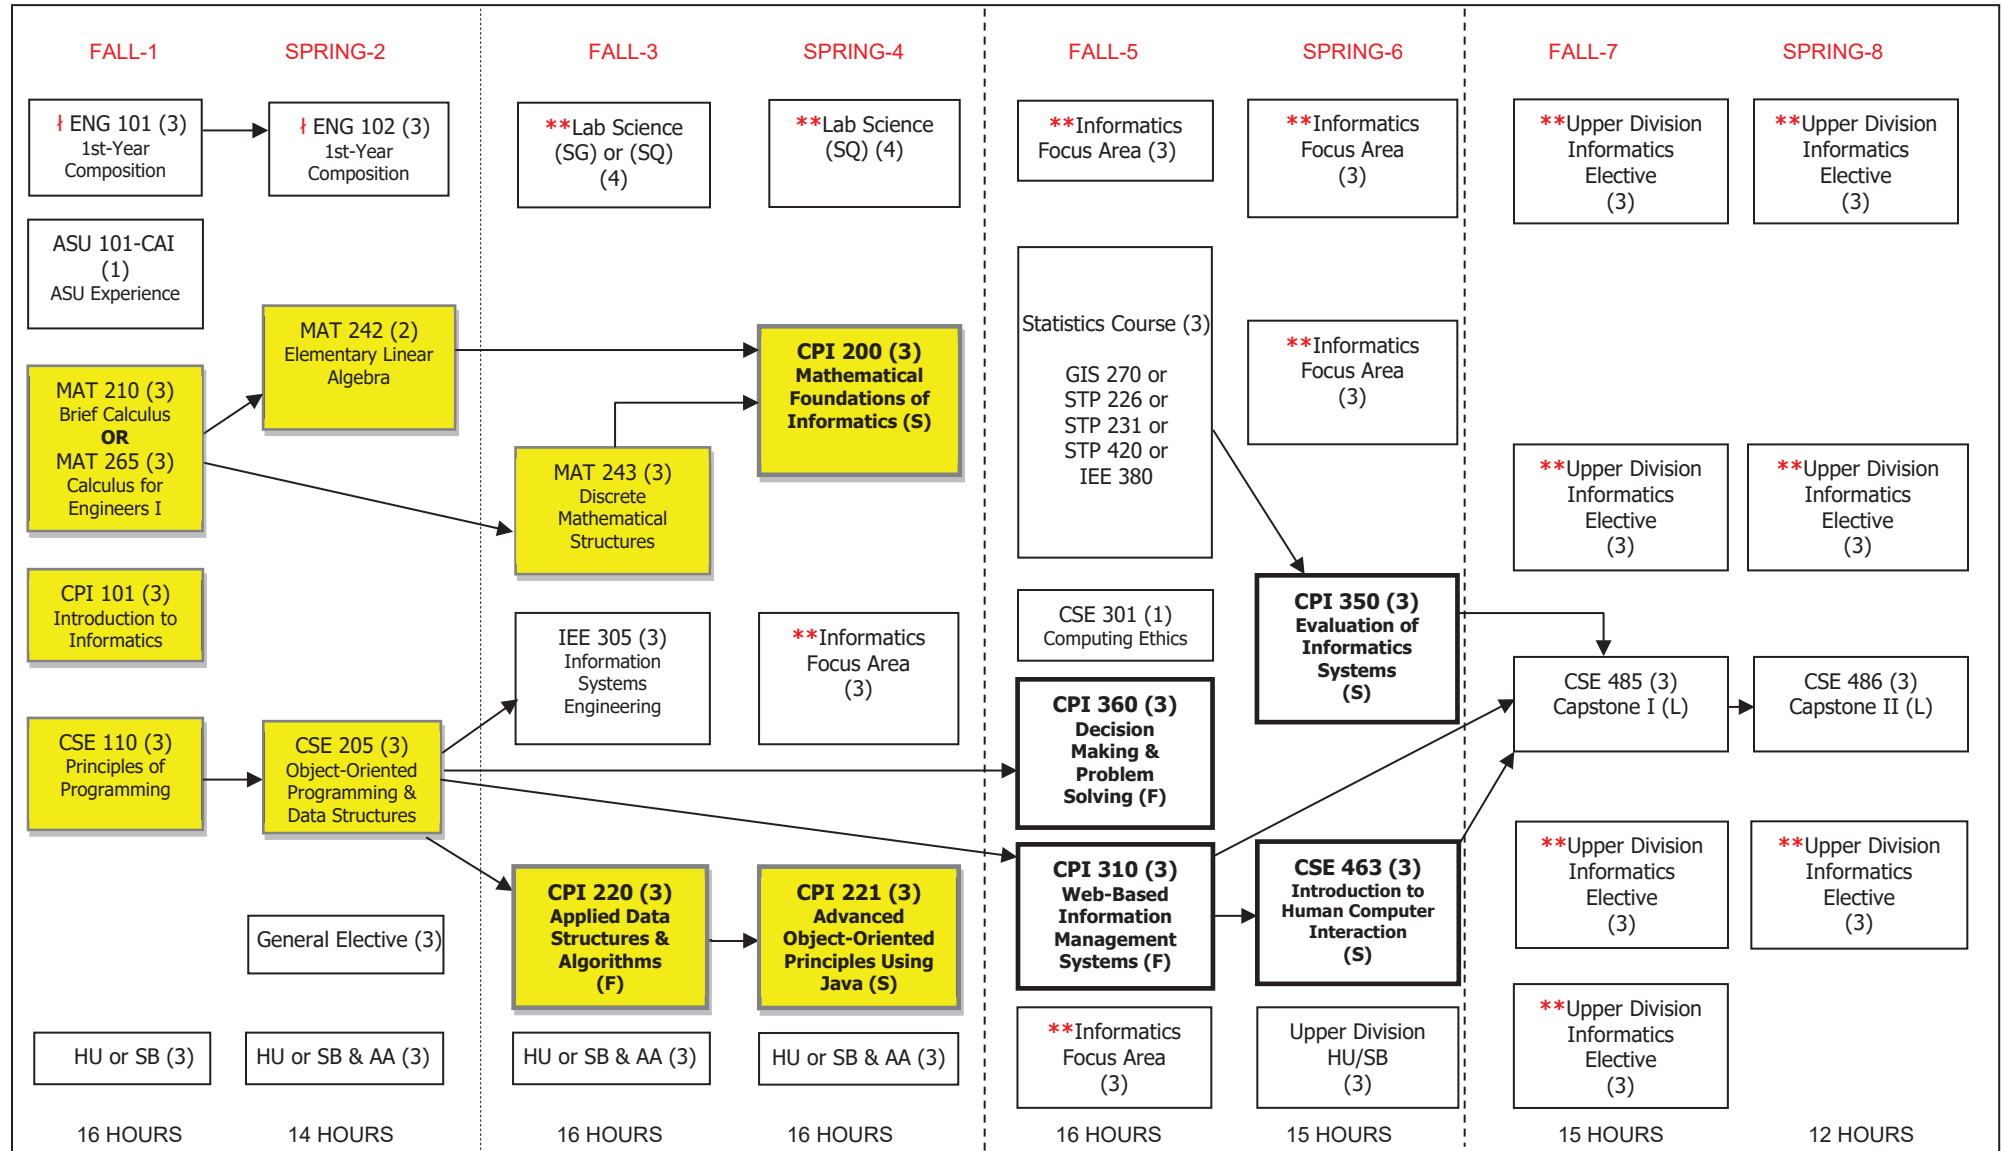 FALL-1
SPRING-2
FALL-3
SPRING-4
FALL-5
SPRING-6
FALL-7
SPRING-8
ł ENG 101 (3)
1st-Year
Composition
ASU 101-CAI
(1)
ASU Experience
MAT 210 (3)
Brief Calculus
OR
MAT 265 (3)
Calculus for
Engineers I
CPI 101 (3)
Introduction to
Informatics
CSE 110 (3)
Principles of
Programming
HU or SB (3)
16 HOURS
ł ENG 102 (3)
1st-Year
Composition
MAT 242 (2)
Elementary Linear
Algebra
CSE 205 (3)
Object-Oriented
Programming &
Data Structures
General Elective (3)
HU or SB & AA (3)
14 HOURS
**Lab Science
(SG) or (SQ)
(4)
MAT 243 (3)
Discrete
Mathematical
Structures
IEE 305 (3)
Information
Systems
Engineering
CPI 220 (3)
Applied Data
Structures &
Algorithms
(F)
HU or SB & AA (3)
16 HOURS
**Lab Science
(SQ) (4)
CPI 200 (3)
Mathematical
Foundations of
Informatics (S)
**Informatics
Focus Area
(3)
CPI 221 (3)
Advanced
Object-Oriented
Principles Using
Java (S)
HU or SB & AA (3)
16 HOURS
**Informatics
Focus Area (3)
Statistics Course (3)
GIS 270 or
STP 226 or
STP 231 or
STP 420 or
IEE 380
CSE 301 (1)
Computing Ethics
CPI 360 (3)
Decision
Making &
Problem
Solving (F)
CPI 310 (3)
Web-Based
Information
Management
Systems (F)
**Informatics
Focus Area
(3)
16 HOURS
**Informatics
Focus Area
(3)
**Informatics
Focus Area
(3)
CPI 350 (3)
Evaluation of
Informatics
Systems
(S)
CSE 463 (3)
Introduction to
Human Computer
Interaction
(S)
Upper Division
HU/SB
(3)
15 HOURS
**Upper Division
Informatics
Elective
(3)
**Upper Division
Informatics
Elective
(3)
CSE 485 (3)
Capstone I (L)
**Upper Division
Informatics
Elective
(3)
**Upper Division
Informatics
Elective
(3)
15 HOURS
**Upper Division
Informatics
Elective
(3)
**Upper Division
Informatics
Elective
(3)
CSE 486 (3)
Capstone II (L)
**Upper Division
Informatics
Elective
(3)
12 HOURS